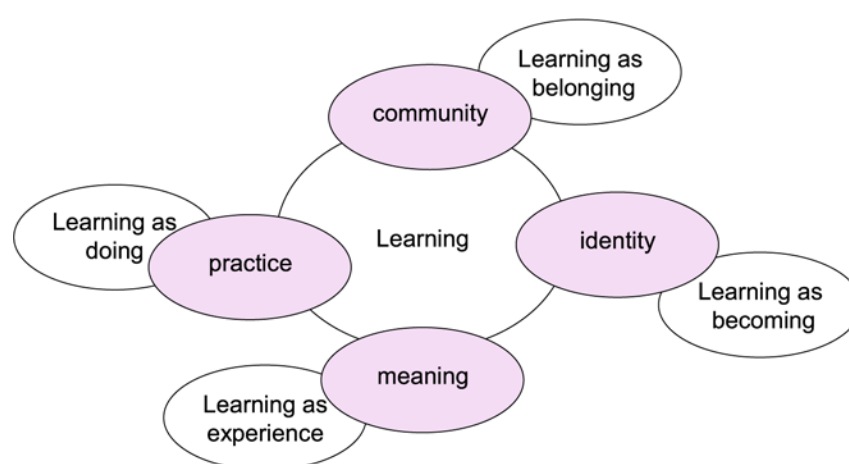 Learning as
belonging
community
Learning as
doing
practice
Learning
identity
Learning as
becoming
meaning
Learning as
experience